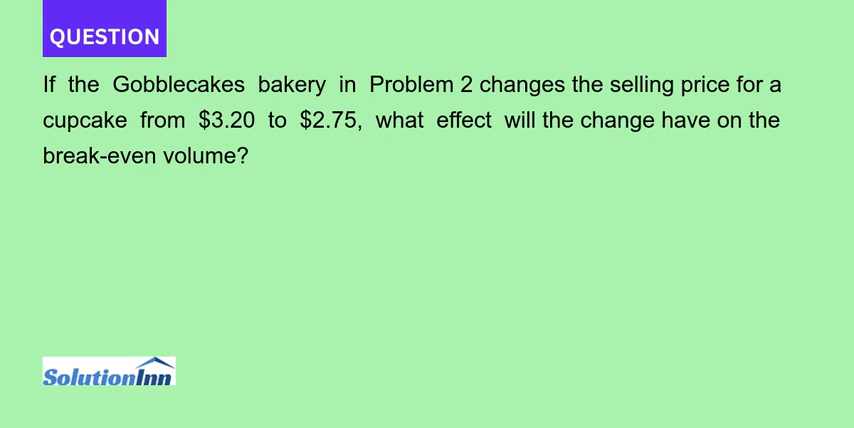 QUESTION
If the Gobblecakes bakery in Problem 2 changes the selling price for a
cupcake from $3.20 to $2.75, what effect will the change have on the
break-even volume?
SolutionInn